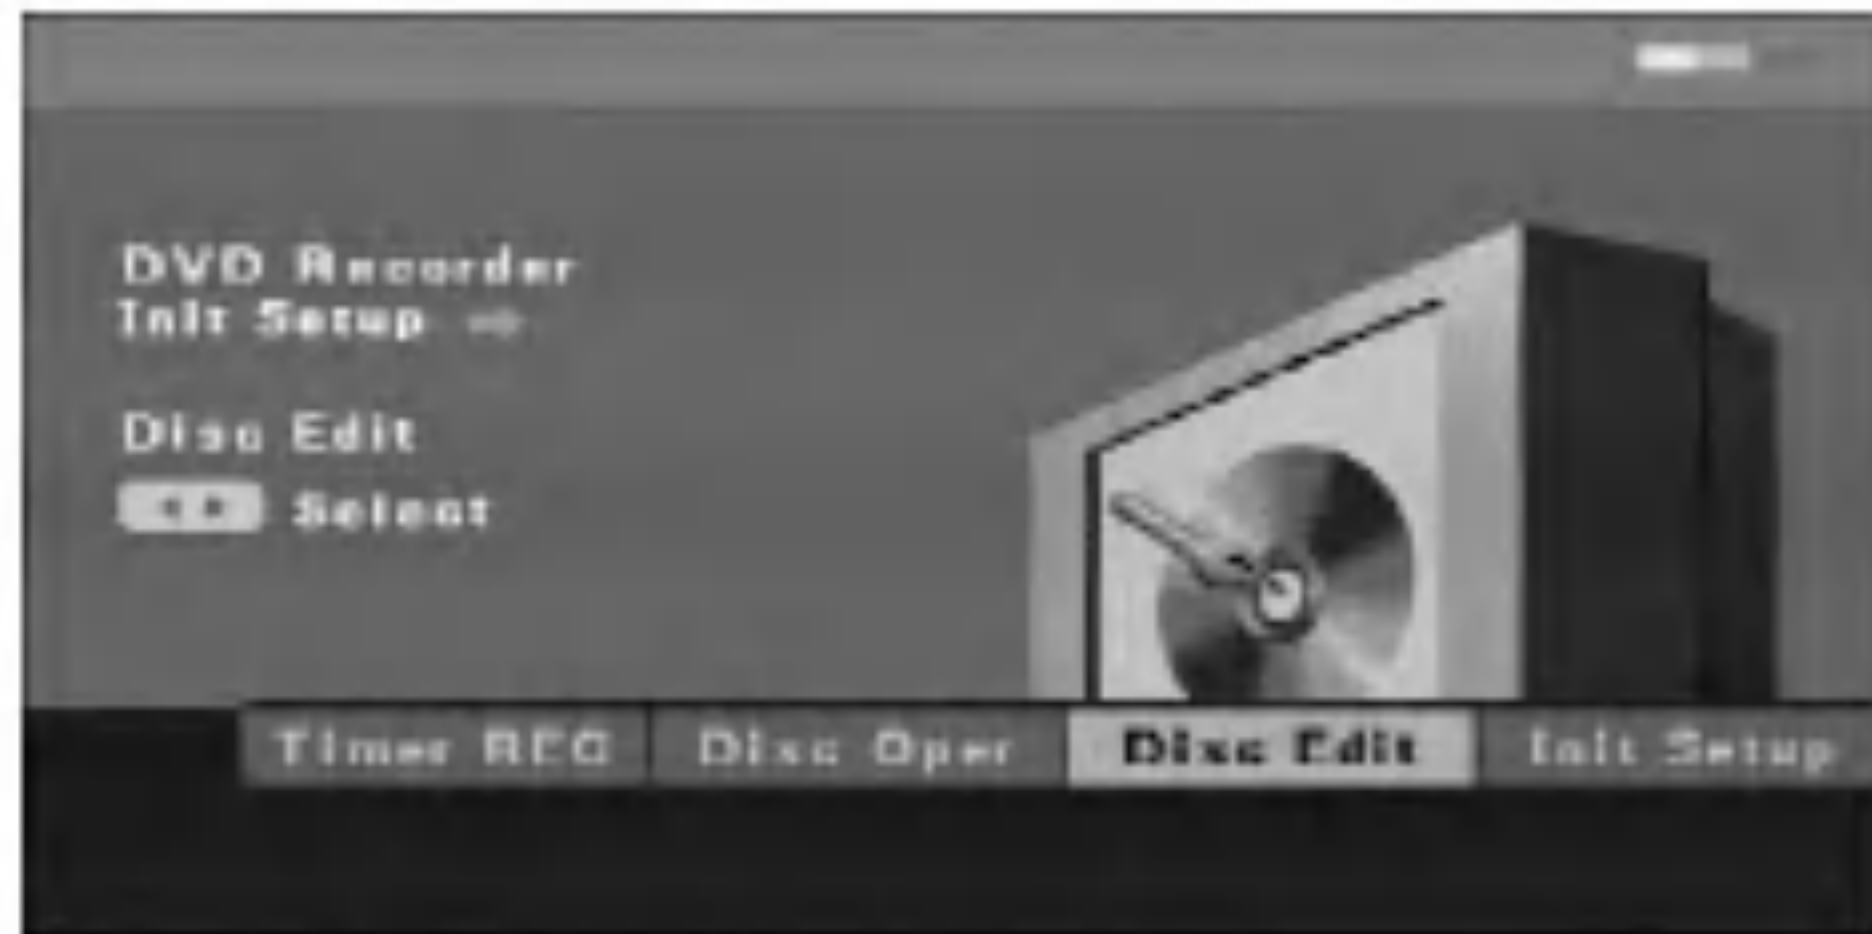 DVD Recorder
Init Setup ⇨
Disc Edit
◄ ► Select
Timer REC Disc Oper Disc Edit Init Setup